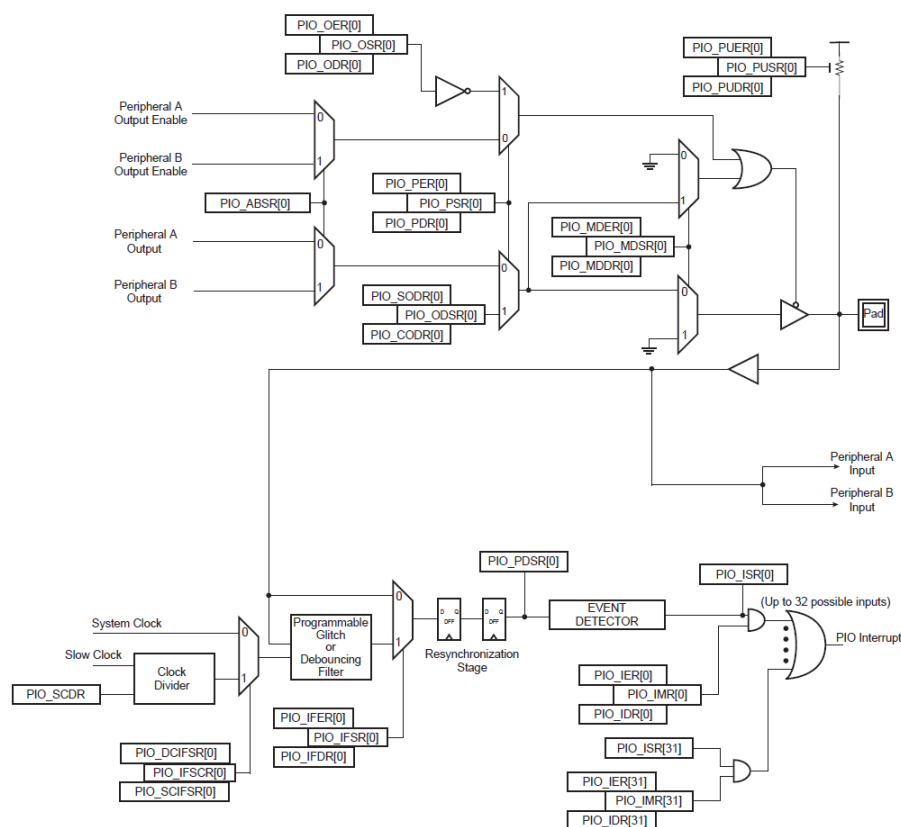 PIO_OER[0]
PIO_OSR[0]
PIO_ODR[0]
PIO_PUER[0]
PIO_PUSR[0]
PIO_PUDR[0]
1
0
Peripheral A
Output Enable
0
Peripheral B
Output Enable
1
PIO_ABSR[0]
PIO_PER[0]
PIO_PSR[0]
PIO_PDR[0]
0
1
PIO_MDER[0]
PIO_MDSR[0]
PIO_MDDR[0]
Peripheral A
Output
0
Peripheral B
Output
1
0
1
PIO_SODR[0]
PIO_ODSR[0]
PIO_CODR[0]
0
1
Pad
Peripheral A
Input
Peripheral B
Input
PIO_PDSR[0]
PIO_ISR[0]
(Up to 32 possible inputs)
System Clock
0
Slow Clock
1
Clock
Divider
PIO_SCDR
Programmable
Glitch
or
Debouncing
Filter
0
1
D Q
DFF
D Q
DFF
Resynchronization
Stage
EVENT
DETECTOR
PIO Interrupt
PIO_DCIFSR[0]
PIO_IFSCR[0]
PIO_SCIFSR[0]
PIO_IFER[0]
PIO_IFSR[0]
PIO_IFDR[0]
PIO_IER[0]
PIO_IMR[0]
PIO_IDR[0]
PIO_ISR[31]
PIO_IER[31]
PIO_IMR[31]
PIO_IDR[31]